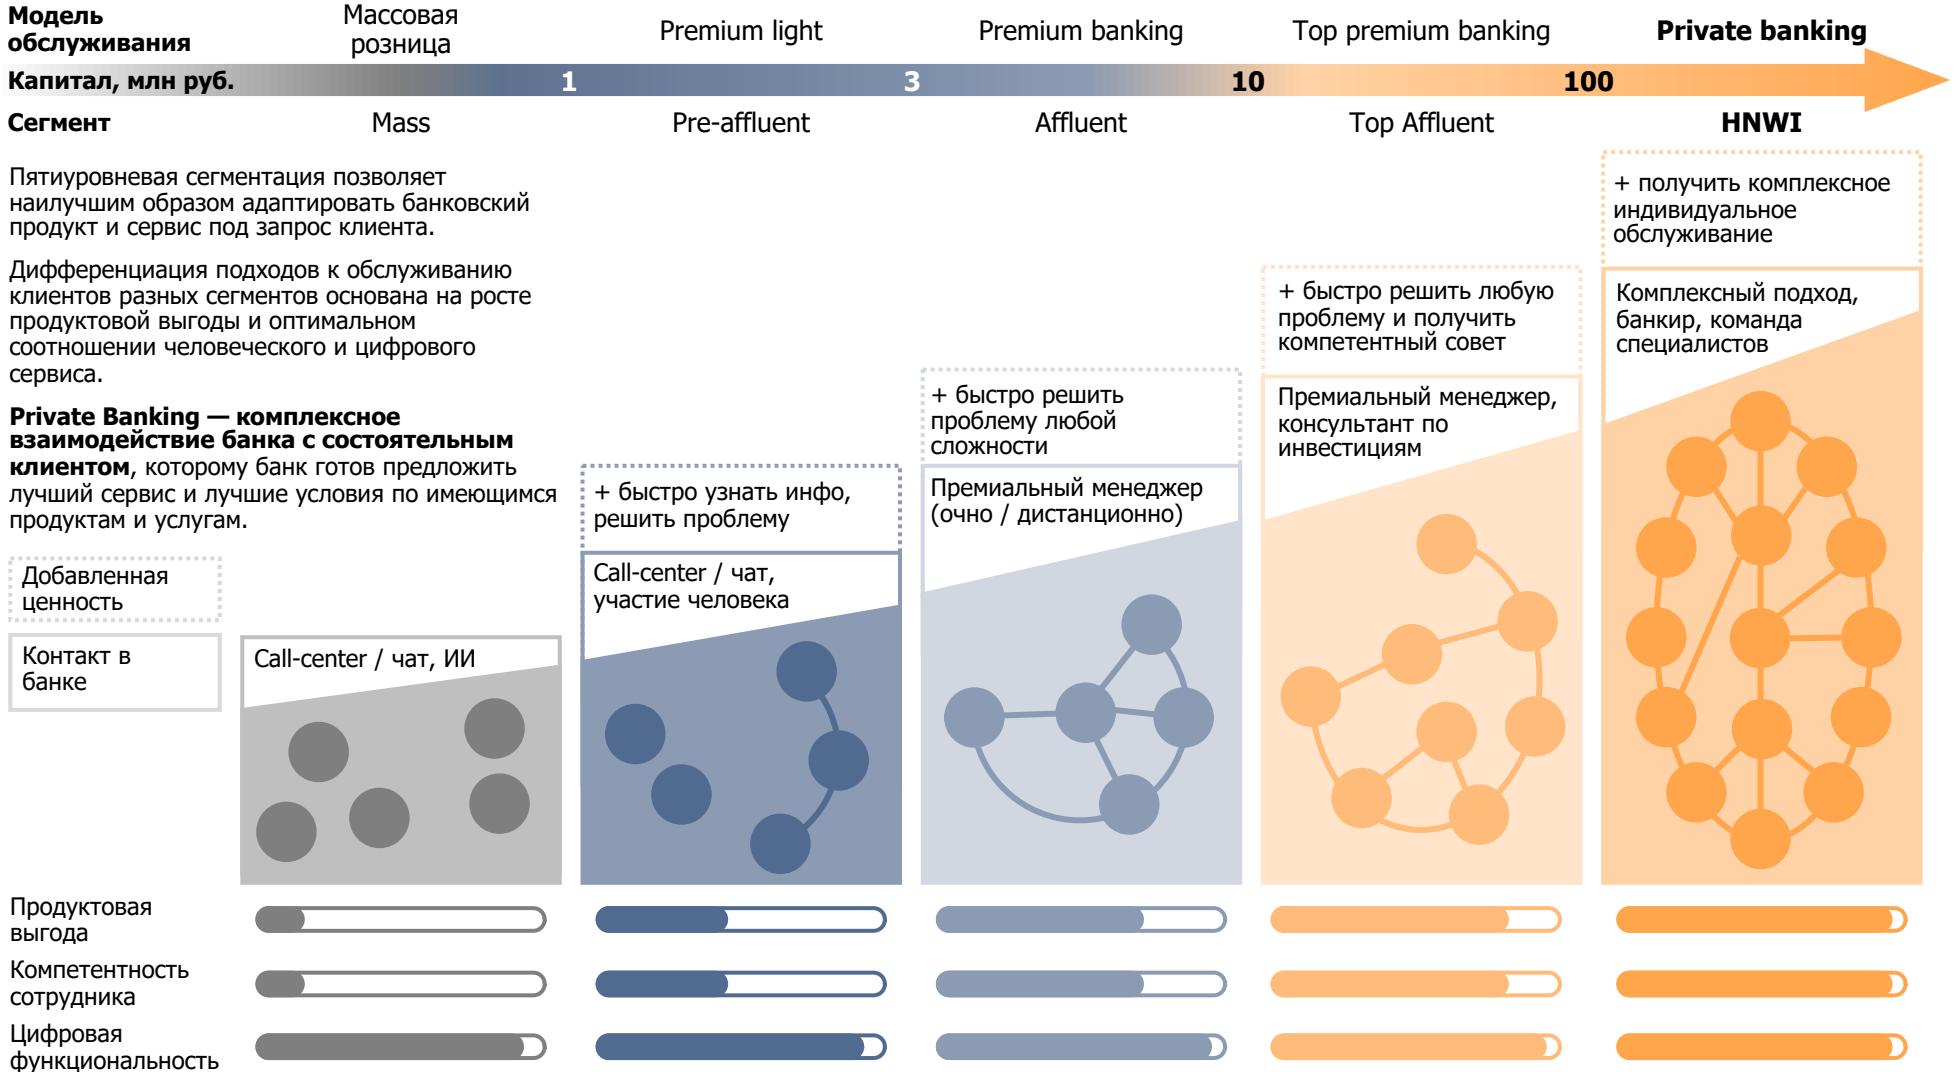 Модель
обслуживания
Массовая
розница
Premium light
Premium banking
Top premium banking
Private banking
Капитал, млн руб.
1
3
10
100
Сегмент
Mass
Pre-affluent
Affluent
Top Affluent
HNWI
Пятиуровневая сегментация позволяет
наилучшим образом адаптировать банковский
продукт и сервис под запрос клиента.
Дифференциация подходов к обслуживанию
клиентов разных сегментов основана на росте
продуктовой выгоды и оптимальном
соотношении человеческого и цифрового
сервиса.
Private Banking — комплексное
взаимодействие банка с состоятельным
клиентом, которому банк готов предложить
лучший сервис и лучшие условия по имеющимся
продуктам и услугам.
Добавленная
ценность
Контакт в
банке
Call-center / чат, ИИ
+ быстро узнать инфо,
решить проблему
Call-center / чат,
участие человека
+ быстро решить
проблему любой
сложности
Премиальный менеджер
(очно / дистанционно)
+ быстро решить любую
проблему и получить
компетентный совет
Премиальный менеджер,
консультант по
инвестициям
+ получить комплексное
индивидуальное
обслуживание
Комплексный подход,
банкир, команда
специалистов
Продуктовая
выгода
Компетентность
сотрудника
Цифровая
функциональность